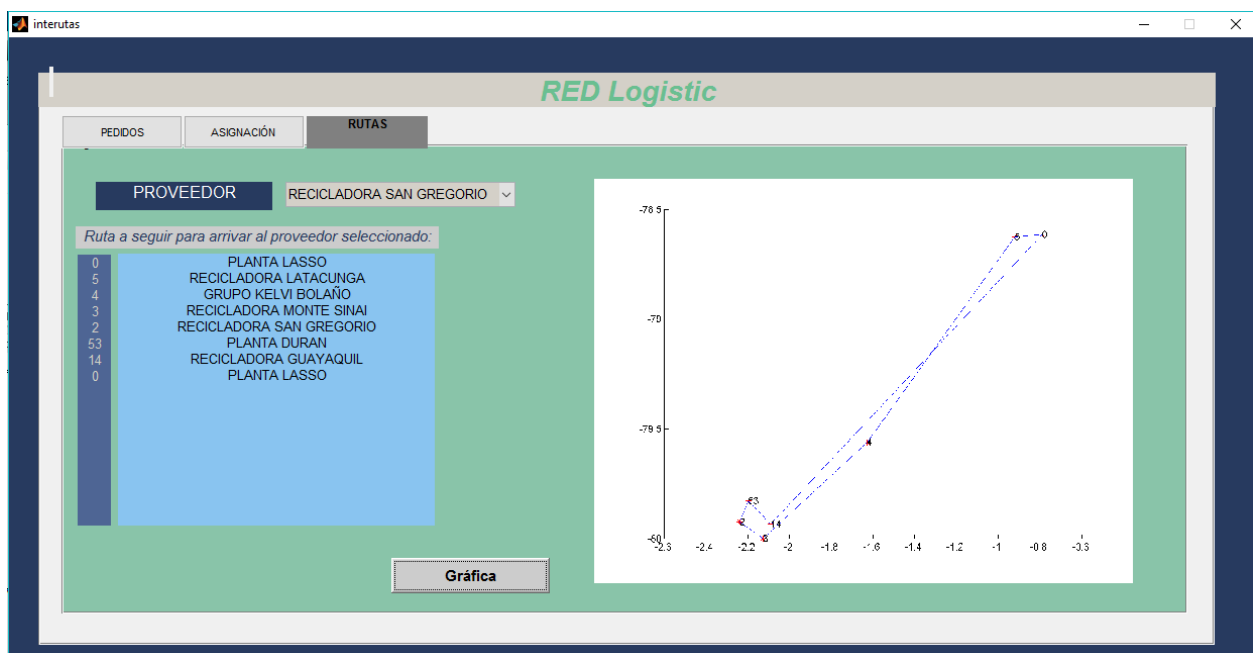 interutas
RED Logistic
PEDIDOS
ASIGNACIÓN
RUTAS
PROVEEDOR
RECICLADORA SAN GREGORIO
Ruta a seguir para arrivar al proveedor seleccionado:
0 PLANTA LASSO
5 RECICLADORA LATACUNGA
4 GRUPO KELVI BOLAÑO
3 RECICLADORA MONTE SINAI
2 RECICLADORA SAN GREGORIO
53 PLANTA DURAN
14 RECICLADORA GUAYAQUIL
0 PLANTA LASSO
Gráfica
-78.5
5 0
-79
-79.5
4
53
2 14
-2.4 -2.2 -2 -1.8 -1.6 -1.4 -1.2 -1 -0.8